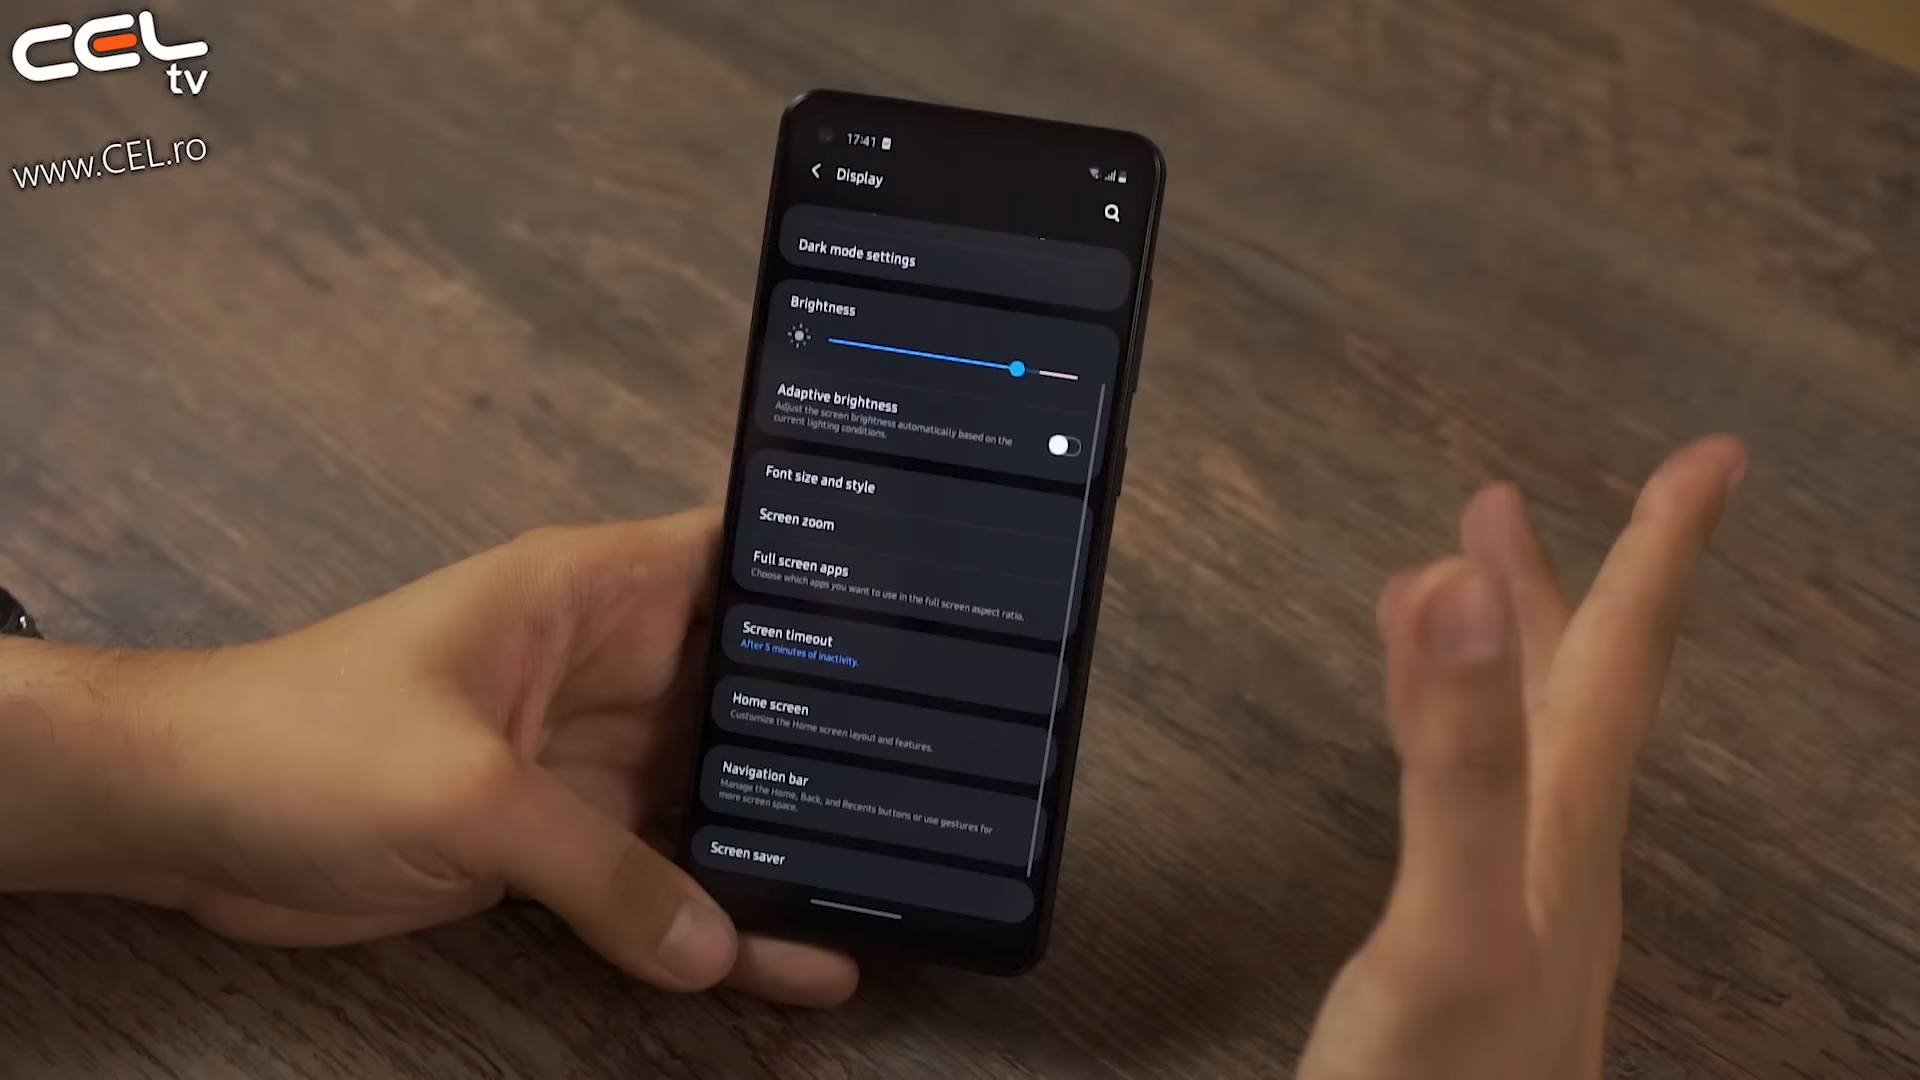 CEL
tv
www.CEL.ro
17:41
Display
Dark mode settings
Brightness
Adaptive brightness
Adjust the screen brightness automatically based on the
current lighting conditions.
Font size and style
Screen zoom
Full screen apps
Choose which apps you want to use in the full screen aspect ratio.
Screen timeout
After 5 minutes of inactivity.
Home screen
Customize the Home screen layout and features.
Navigation bar
Manage the Home, Back, and Recents buttons or use gestures for
more screen space.
Screen saver